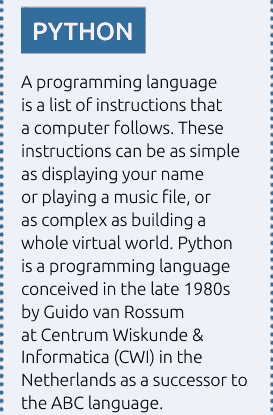 PYTHON
A programming language
is a list of instructions that
a computer follows. These
instructions can be as simple
as displaying your name
or playing a music file, or
as complex as building a
whole virtual world. Python
is a programming language
conceived in the late 1980s
by Guido van Rossum
at Centrum Wiskunde &
Informatica (CWI) in the
Netherlands as a successor to
the ABC language.